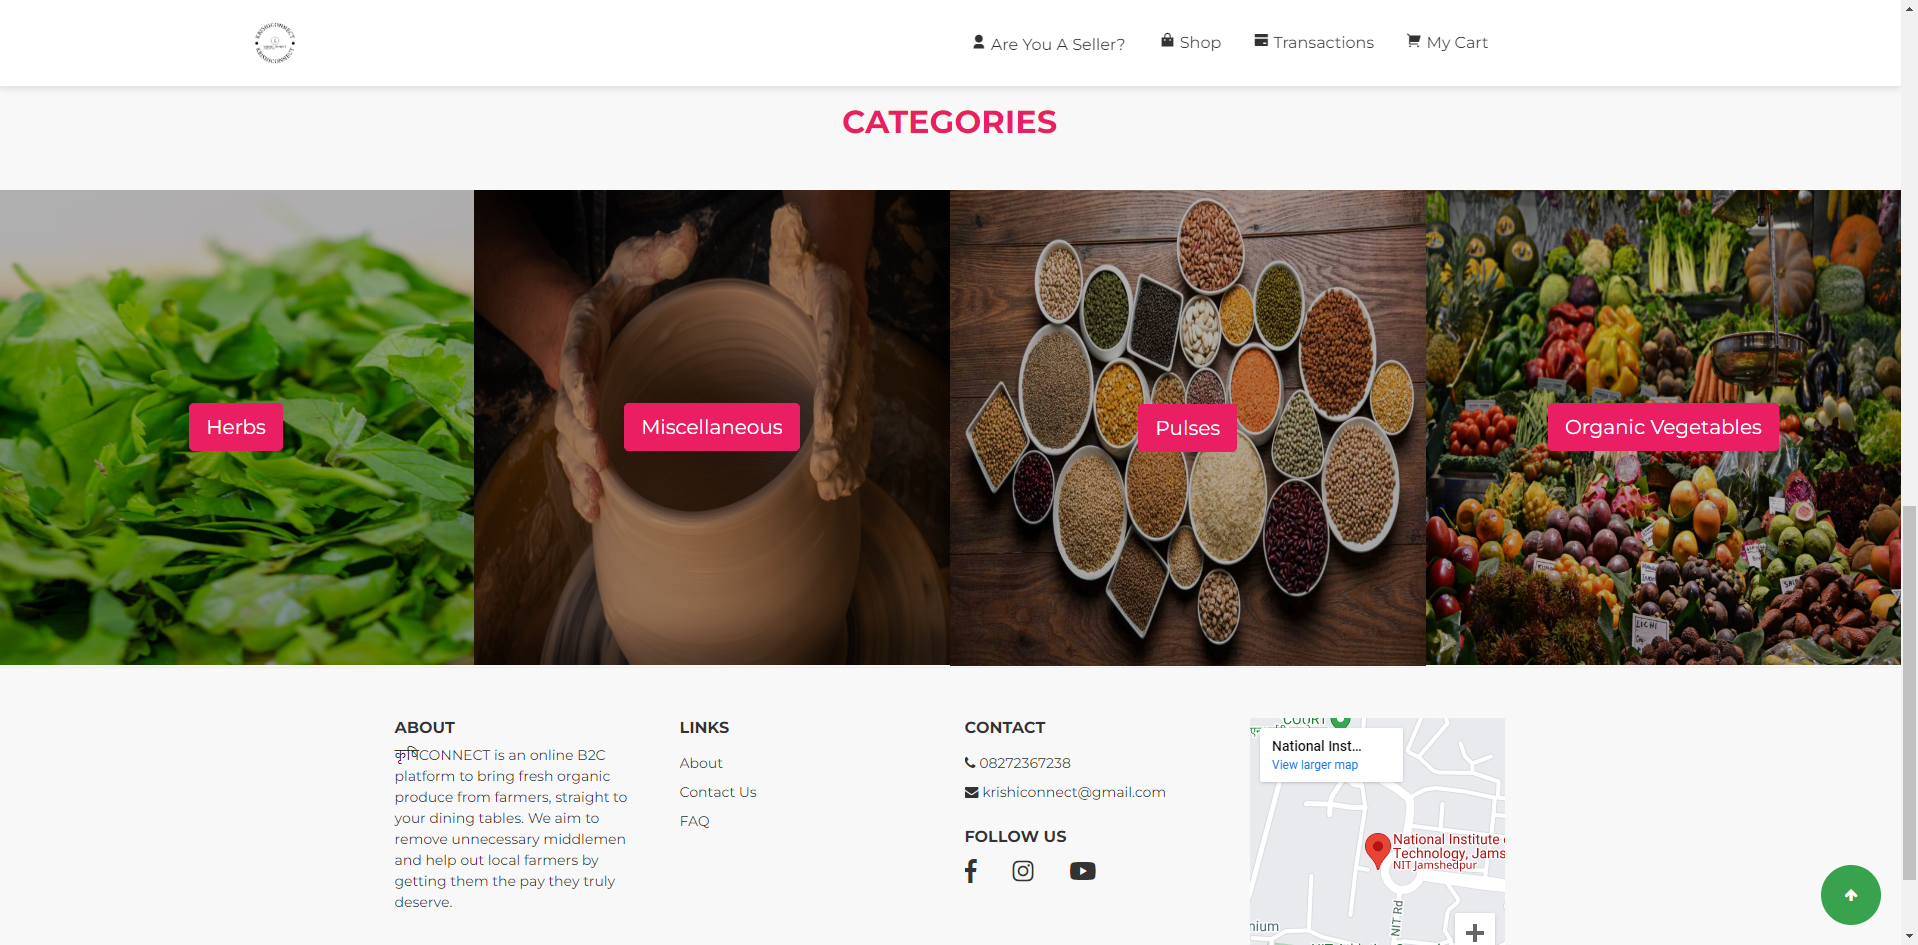 KRISHICONNECT
KRISHICONNECT
Are You A Seller?
Shop
Transactions
My Cart
CATEGORIES
Herbs
Miscellaneous
Pulses
Organic Vegetables
LICHI
ABOUT
कृषिCONNECT is an online B2C
platform to bring fresh organic
produce from farmers, straight to
your dining tables. We aim to
remove unnecessary middlemen
and help out local farmers by
getting them the pay they truly
deserve.
LINKS
About
Contact Us
FAQ
CONTACT
08272367238
krishiconnect@gmail.com
FOLLOW US
COURT
National Inst...
View larger map
National Institute
Technology, Jams
NIT Jamshedpur
NIT Rd
nium